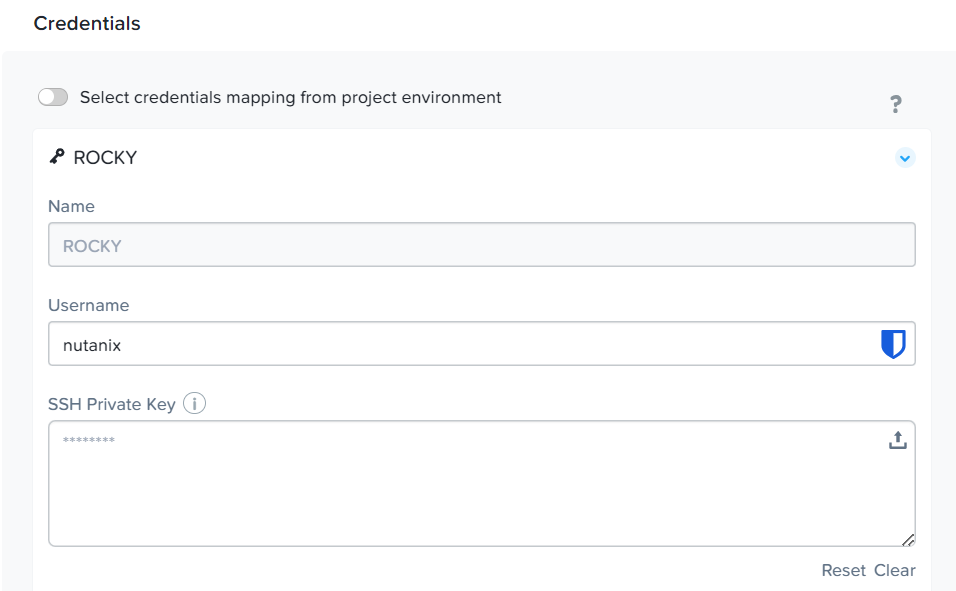 Credentials
Select credentials mapping from project environment
?
ROCKY
Name
ROCKY
Username
nutanix
SSH Private Key i
********
Reset Clear